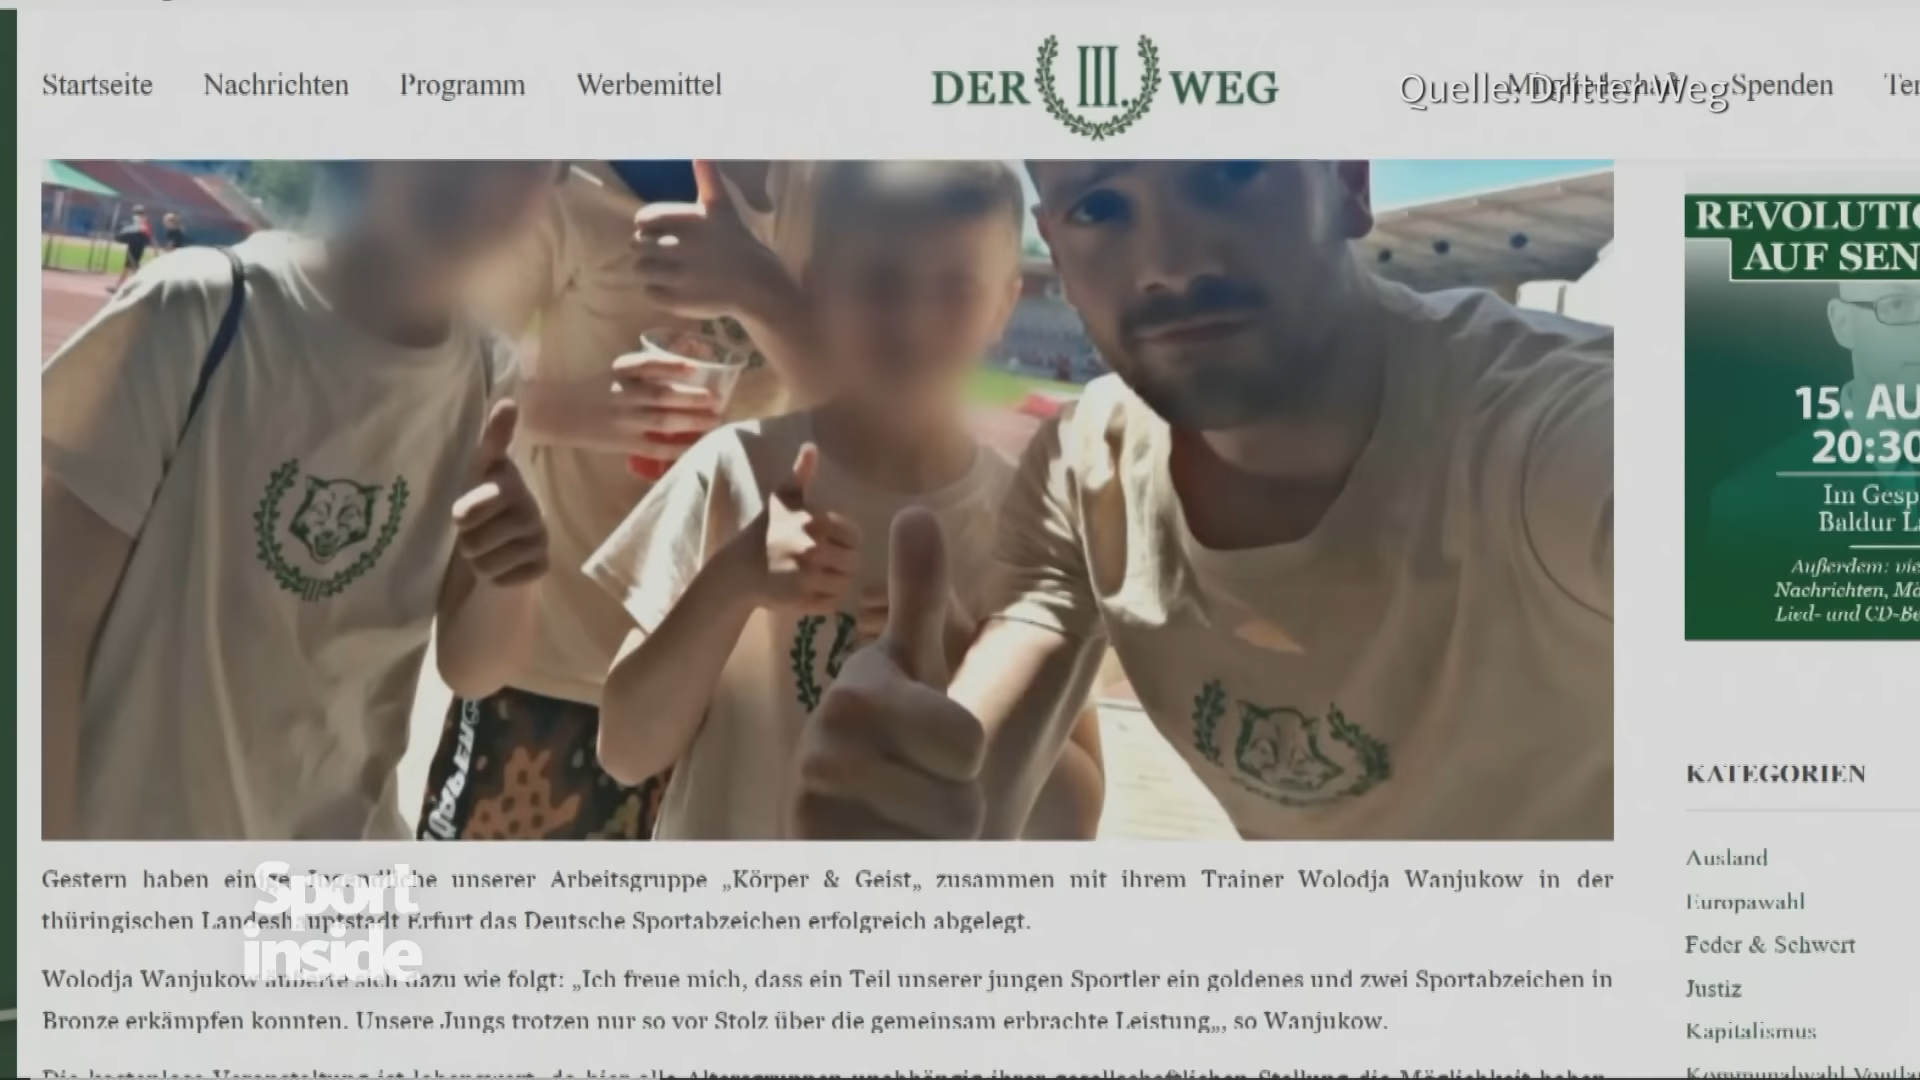 Startseite Nachrichten Programm Werbemittel DER III. WEG Spenden
Quelle: Dritter Weg
REVOLUTIO
AUF SEN
15. AU
20:30
Im Gesp
Baldur La
Außerdem: vie
Nachrichten, Mä
Lied- und CD-Be
Gestern haben einige Jugendliche unserer Arbeitsgruppe „Körper & Geist„ zusammen mit ihrem Trainer Wolodja Wanjukow in der
thüringischen Landeshauptstadt Erfurt das Deutsche Sportabzeichen erfolgreich abgelegt.
Wolodja Wanjukow äußerte sich dazu wie folgt: „Ich freue mich, dass ein Teil unserer jungen Sportler ein goldenes und zwei Sportabzeichen in
Bronze erkämpfen konnten. Unsere Jungs trotzen nur so vor Stolz über die gemeinsam erbrachte Leistung„, so Wanjukow.
Sport
inside
KATEGORIEN
Ausland
Europawahl
Feder & Schwert
Justiz
Kapitalismus